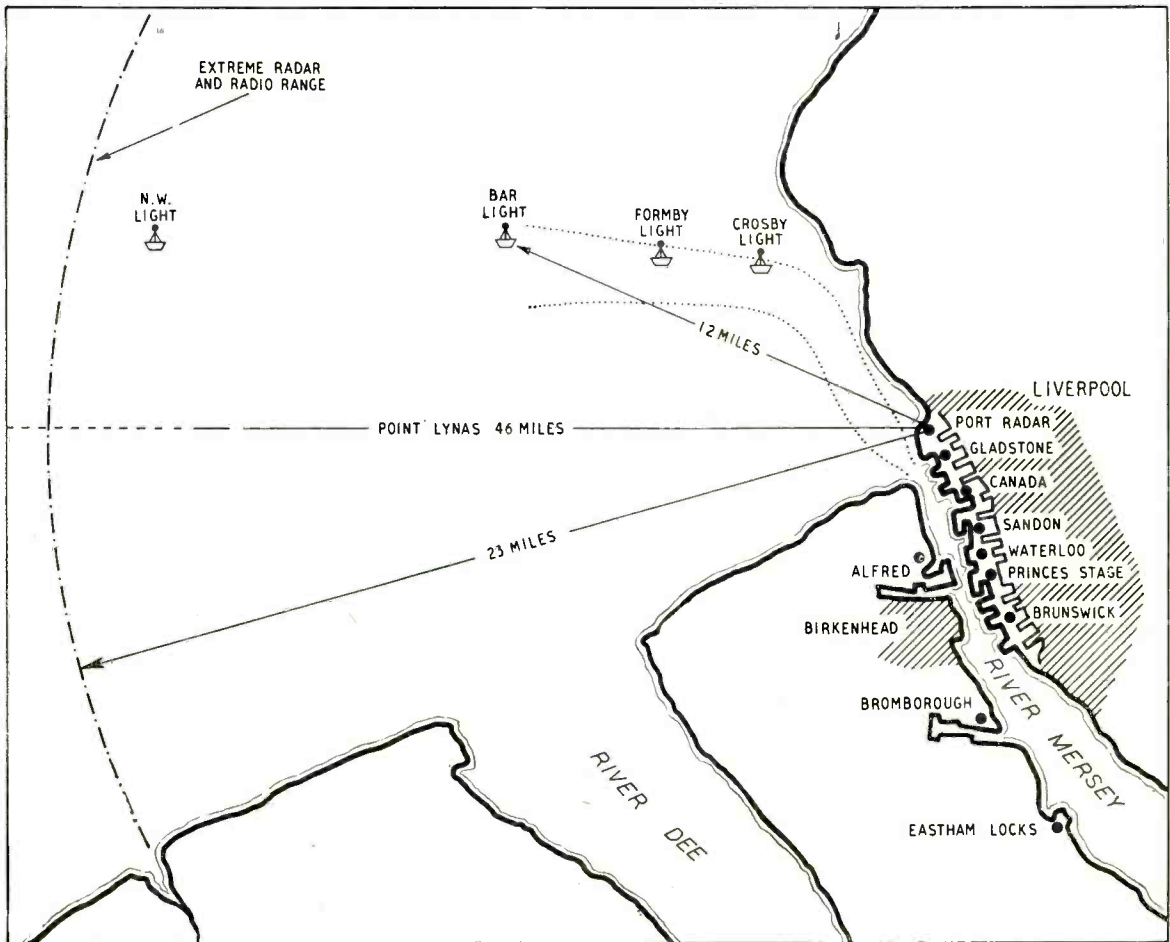 EXTREME RADAR
AND RADIO RANGE
N.W.
LIGHT
BAR
LIGHT
FORMBY
LIGHT
CROSBY
LIGHT
12 MILES
LIVERPOOL
POINT LYNAS 46 MILES
PORT RADAR
GLADSTONE
CANADA
SANDON
23 MILES
WATERLOO
ALFRED
PRINCES STAGE
BRUNSWICK
BIRKENHEAD
RIVER MERSEY
BROMBOROUGH
RIVER DEE
EASTHAM LOCKS